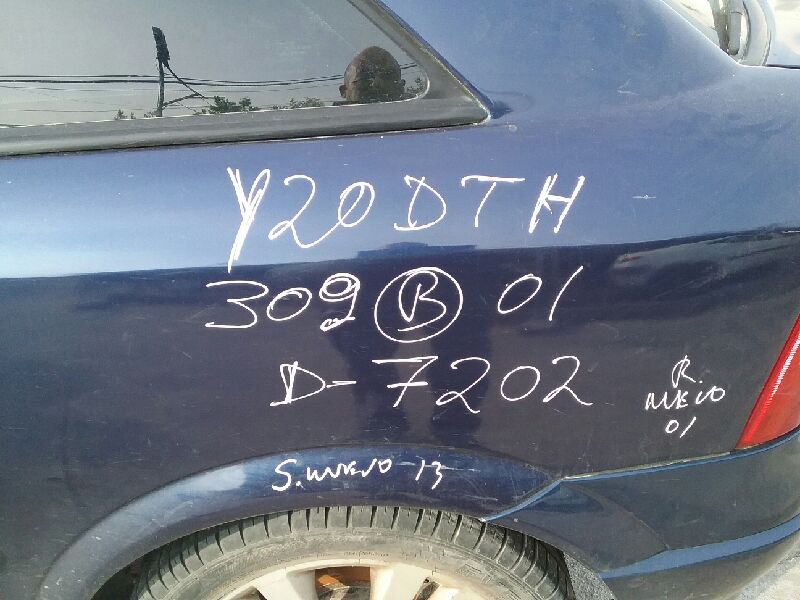 Y20DTH
309 B 01
D-7202
R.
NUEVO
01
S. NUEVO 13